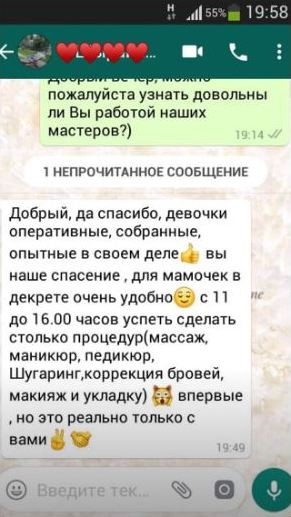 H 55% 19:58
пожалуйста узнать довольны
ли Вы работой наших
мастеров?) 19:14
1 НЕПРОЧИТАННОЕ СООБЩЕНИЕ
Добрый, да спасибо, девочки
оперативные, собранные,
опытные в своем деле👍 вы
наше спасение , для мамочек в
декрете очень удобно😌 с 11
до 16.00 часов успеть сделать
столько процедур(массаж,
маникюр, педикюр,
Шугаринг,коррекция бровей,
макияж и укладку) 🙀 впервые
, но это реально только с
вами✌🤝 19:49
Введите тек...